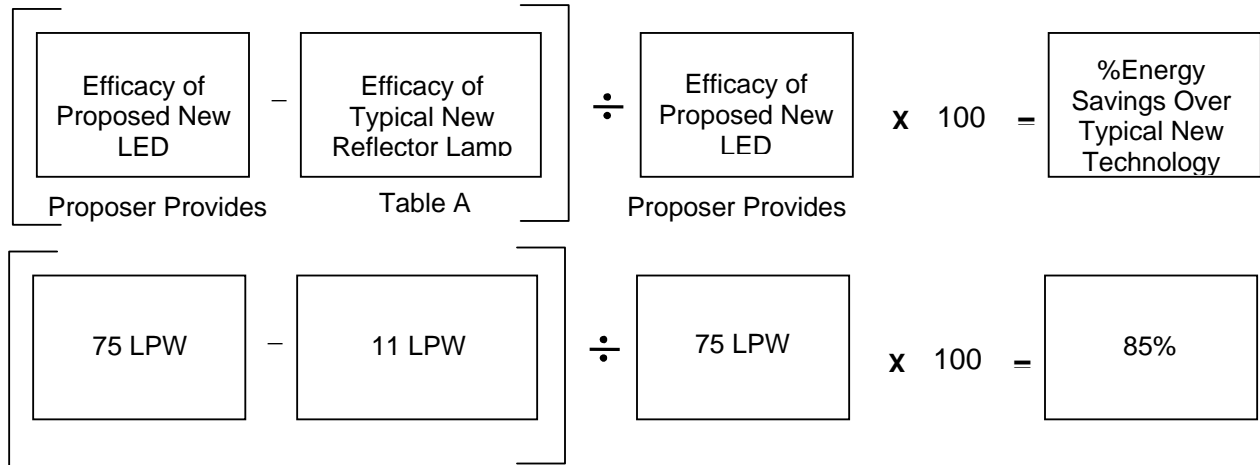 Efficacy of
Proposed New
LED
–
Efficacy of
Typical New
Reflector Lamp
÷
Efficacy of
Proposed New
LED
x 100 =
%Energy
Savings Over
Typical New
Technology
Proposer Provides
Table A
Proposer Provides
75 LPW
–
11 LPW
÷
75 LPW
x 100 =
85%